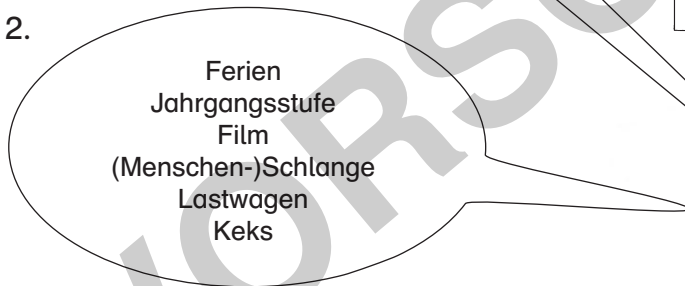 2.
Ferien
Jahrgangsstufe
Film
(Menschen-)Schlange
Lastwagen
Keks